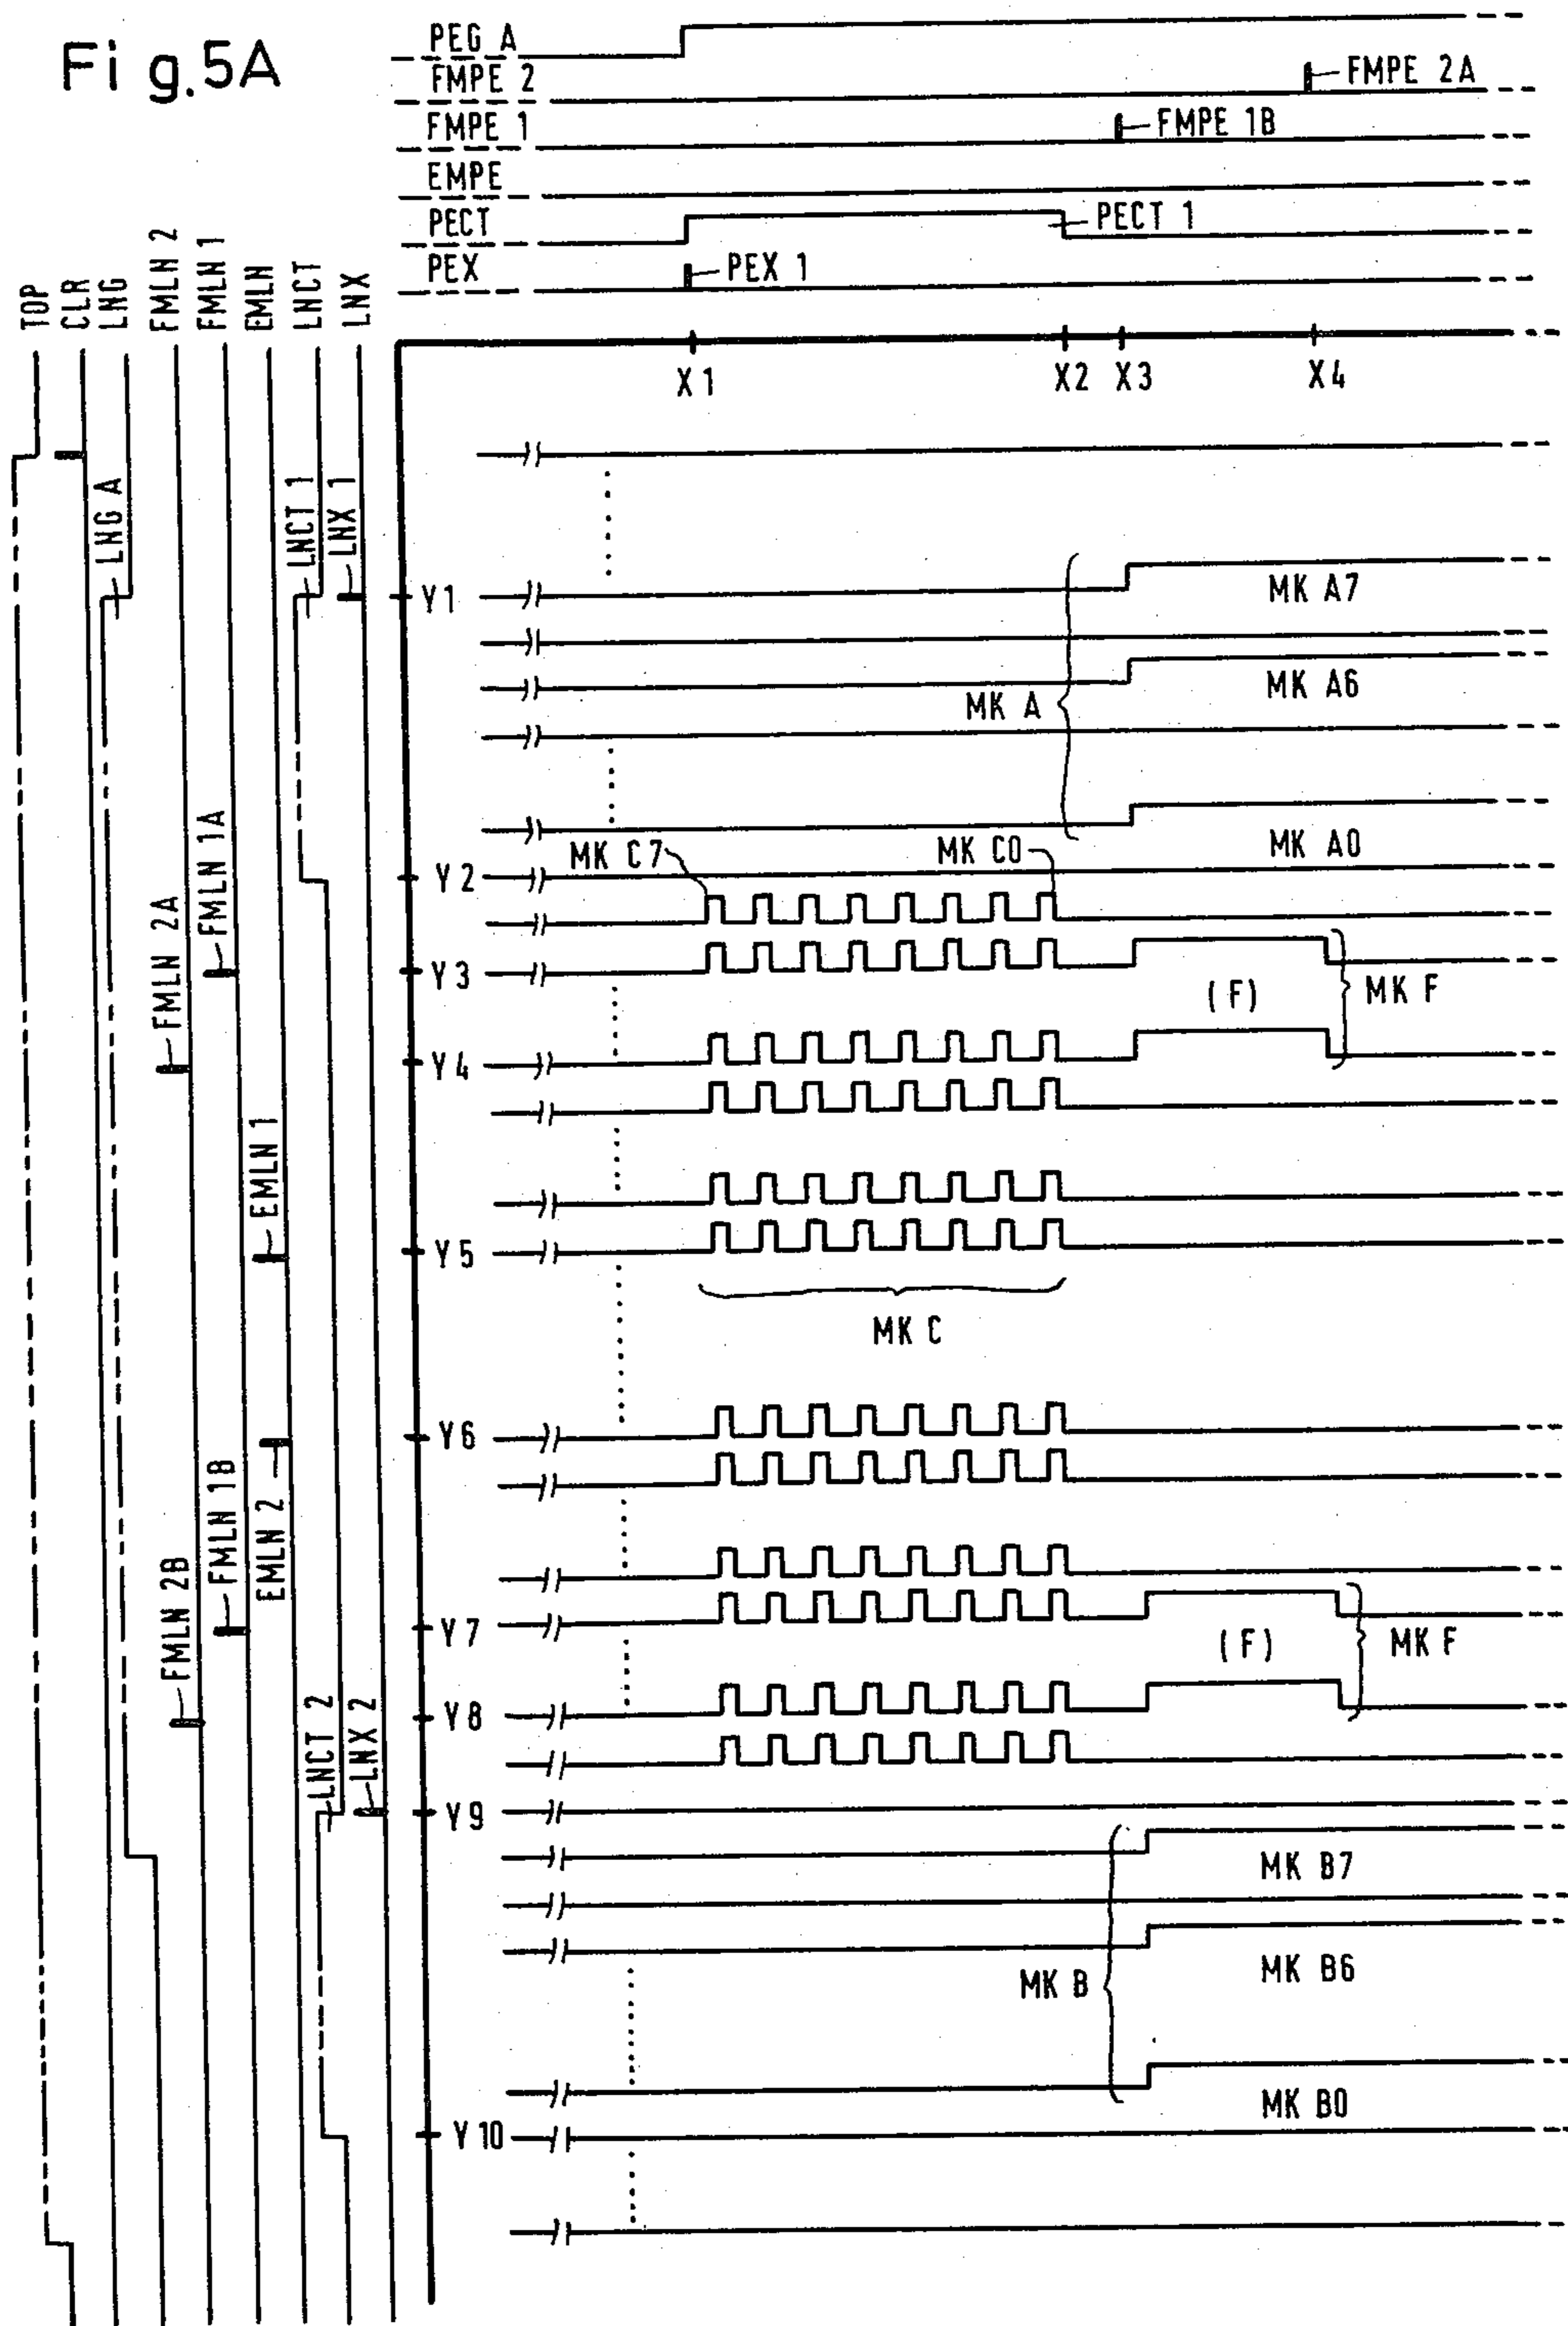 Fig.5A
PEG A
FMPE 2
FMPE 2A
FMPE 1
FMPE 1B
EMPE
PECT
PECT 1
PEX
PEX 1
TOP
CLR
LNG
FMLN 2
FMLN 1
EMLN
LNCT
LNX
X1
X2
X3
X4
LNG A
LNCT 1
LNX 1
Y1
MK A7
MK A6
MK A
MK A0
MK C7
MK C0
Y2
FMLN 1A
FMLN 2A
Y3
(F)
MK F
Y4
EMLN 1
Y5
MK C
Y6
EMLN 2
FMLN 1B
FMLN 2B
Y7
(F)
MK F
Y8
LNCT 2
LNX 2
Y9
MK B7
MK B6
MK B
MK B0
Y10